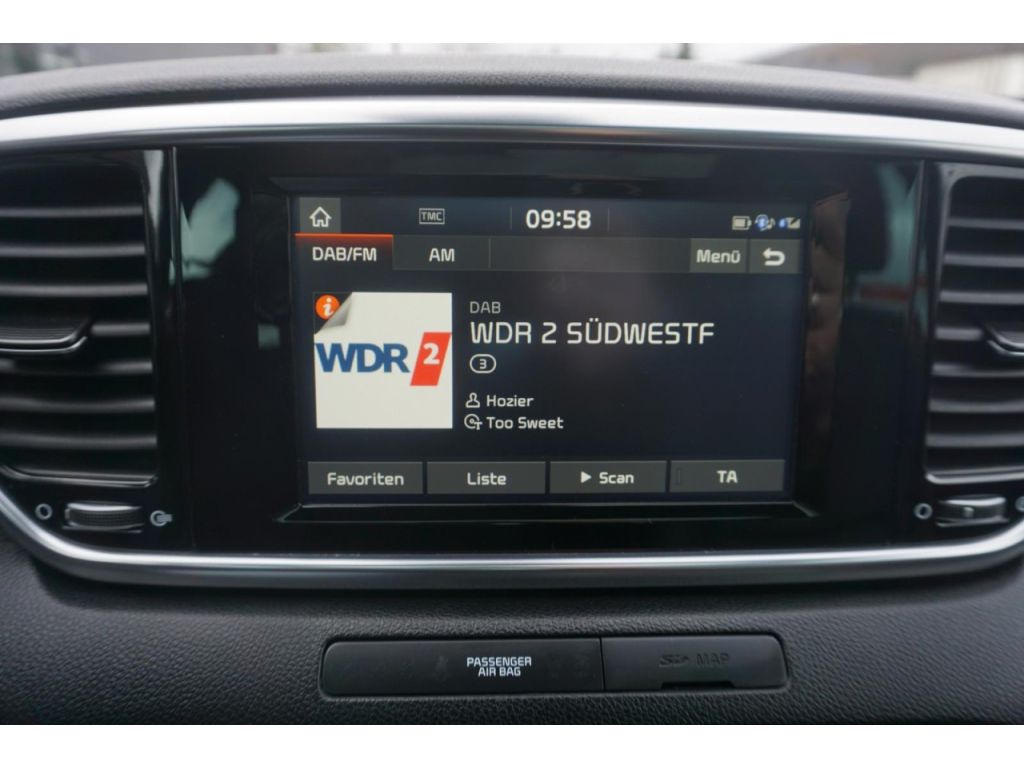 TMC
09:58
DAB/FM
AM
Menü
i
WDR 2
DAB
WDR 2 SÜDWESTF
3
Hozier
Too Sweet
Favoriten
Liste
Scan
TA
PASSENGER
AIR BAG
SD MAP